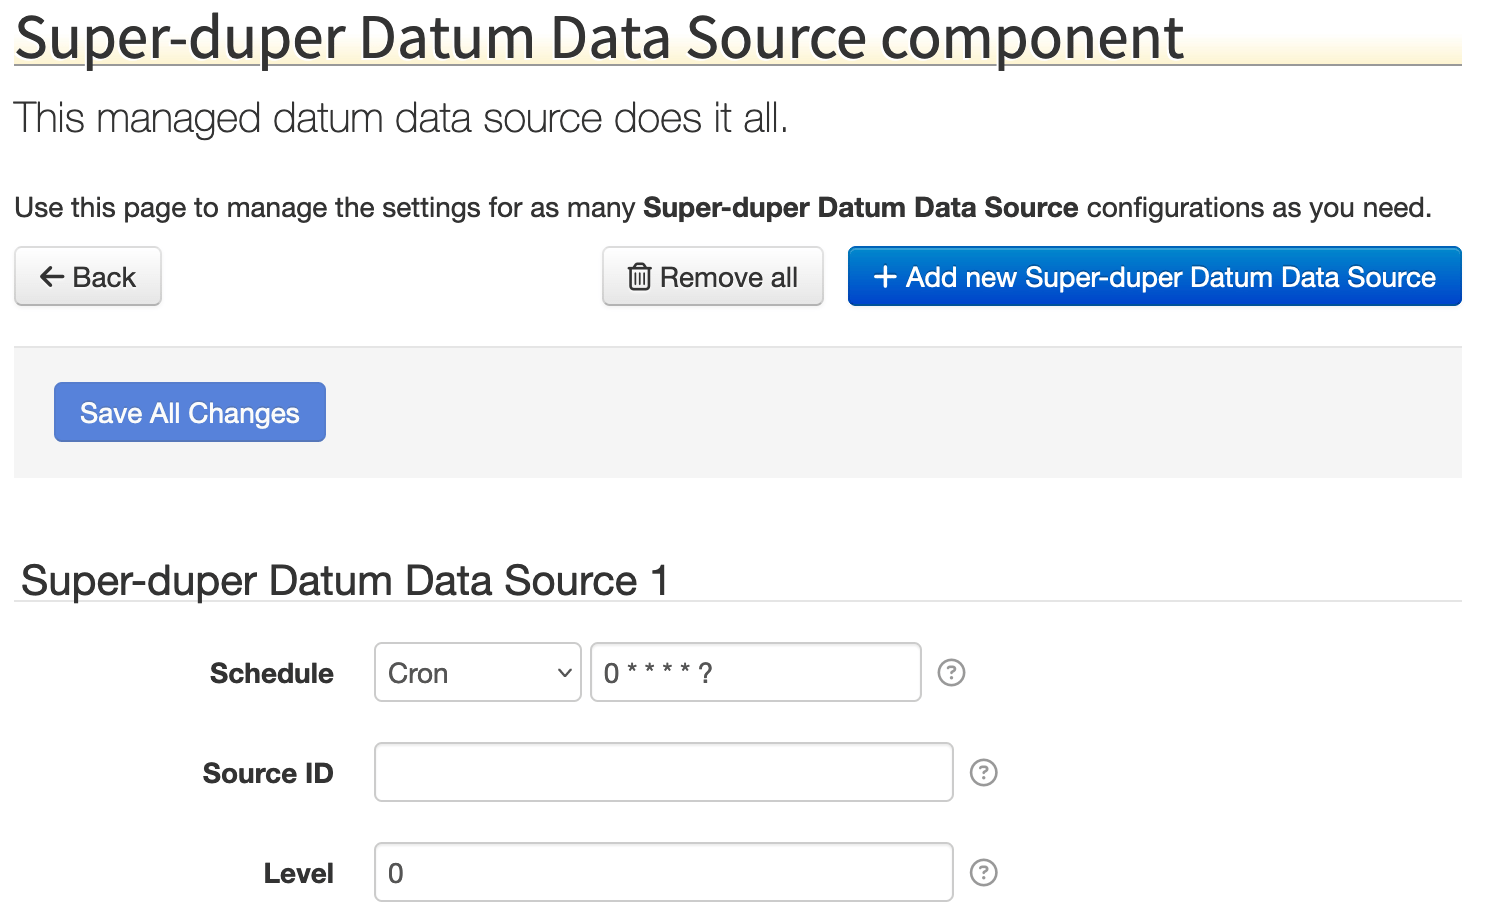 Super-duper Datum Data Source component
This managed datum data source does it all.
Use this page to manage the settings for as many Super-duper Datum Data Source configurations as you need.
Back
Remove all
+ Add new Super-duper Datum Data Source
Save All Changes
Super-duper Datum Data Source 1
Schedule Cron 0 * * * * ?
Source ID
Level 0